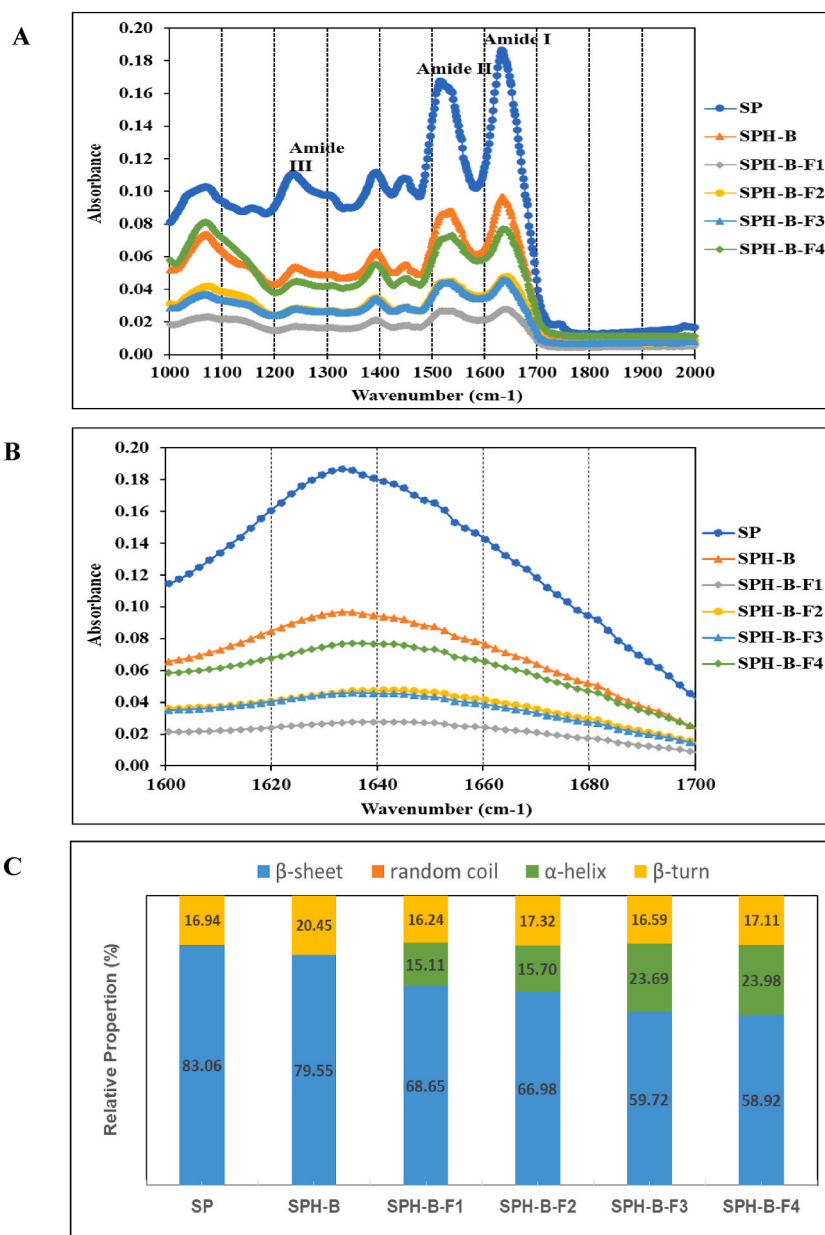 A
0.20
0.18
0.16
0.14
0.12
0.10
0.08
0.06
0.04
0.02
0.00
Absorbance
Amide I
Amide II
Amide
III
1000 1100 1200 1300 1400 1500 1600 1700 1800 1900 2000
Wavenumber (cm-1)
SP
SPH-B
SPH-B-F1
SPH-B-F2
SPH-B-F3
SPH-B-F4
B
0.20
0.18
0.16
0.14
0.12
0.10
0.08
0.06
0.04
0.02
0.00
Absorbance
1600 1620 1640 1660 1680 1700
Wavenumber (cm-1)
SP
SPH-B
SPH-B-F1
SPH-B-F2
SPH-B-F3
SPH-B-F4
C
β-sheet random coil α-helix β-turn
Relative Propertion (%)
16.94 20.45 16.24 17.32 16.59 17.11
15.11 15.70 23.69 23.98
83.06 79.55 68.65 66.98 59.72 58.92
SP SPH-B SPH-B-F1 SPH-B-F2 SPH-B-F3 SPH-B-F4